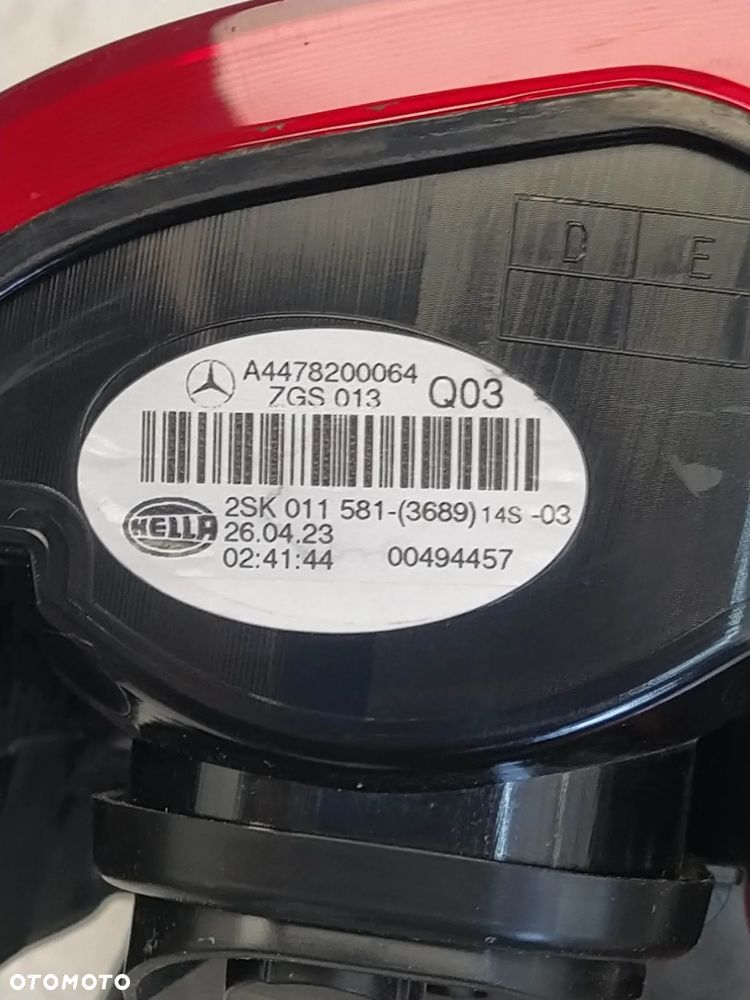 D E
A4478200064
ZGS 013 Q03
HELLA
2SK 011 581-(3689) 14S -03
26.04.23
02:41:44 00494457
OTOMOTO